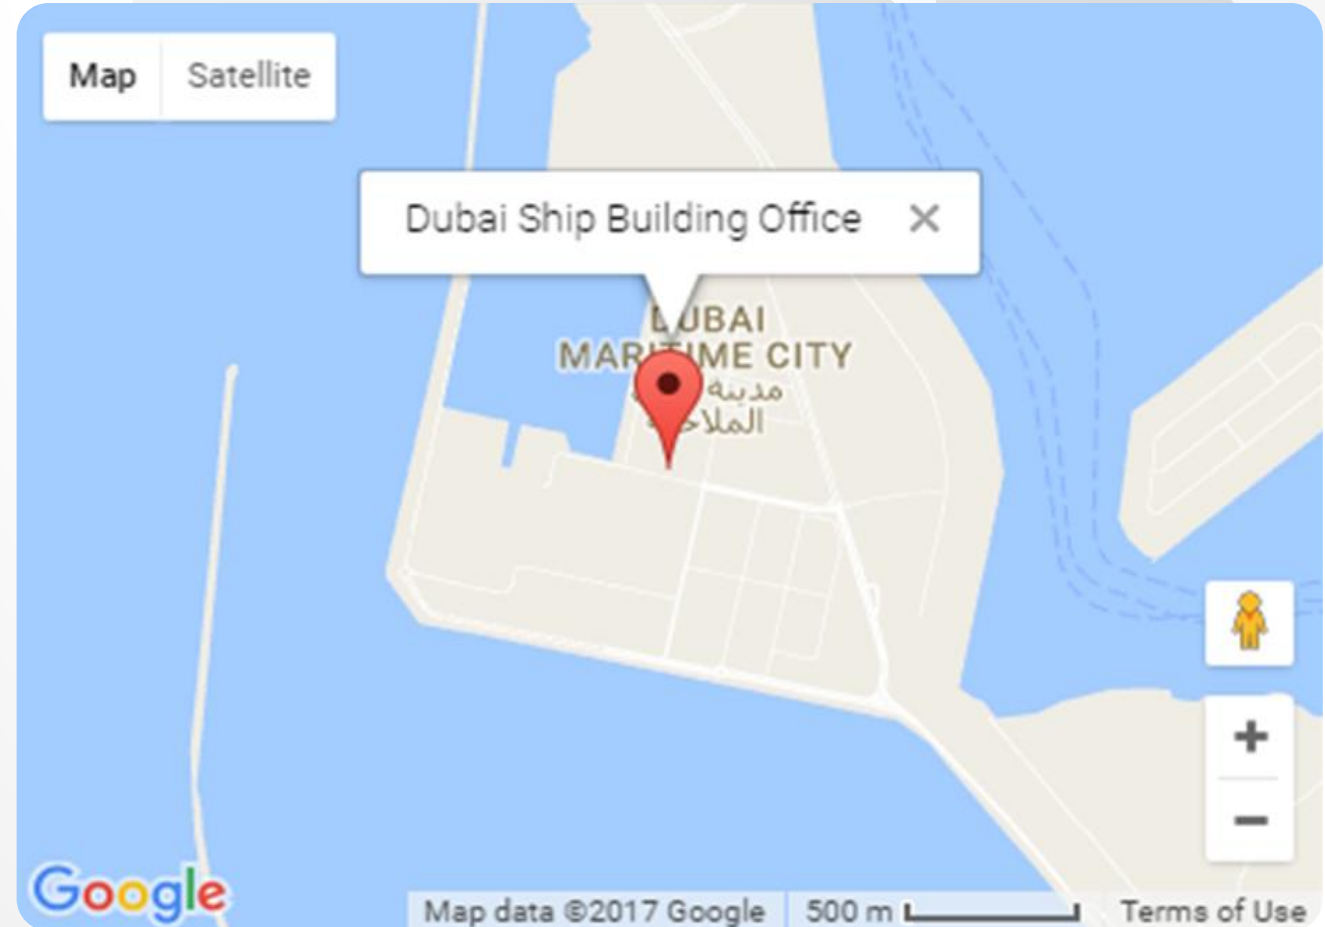 Map Satellite
Dubai Ship Building Office
DUBAI
MARITIME CITY
مدينة
Google
Map data ©2017 Google 500 m Terms of Use